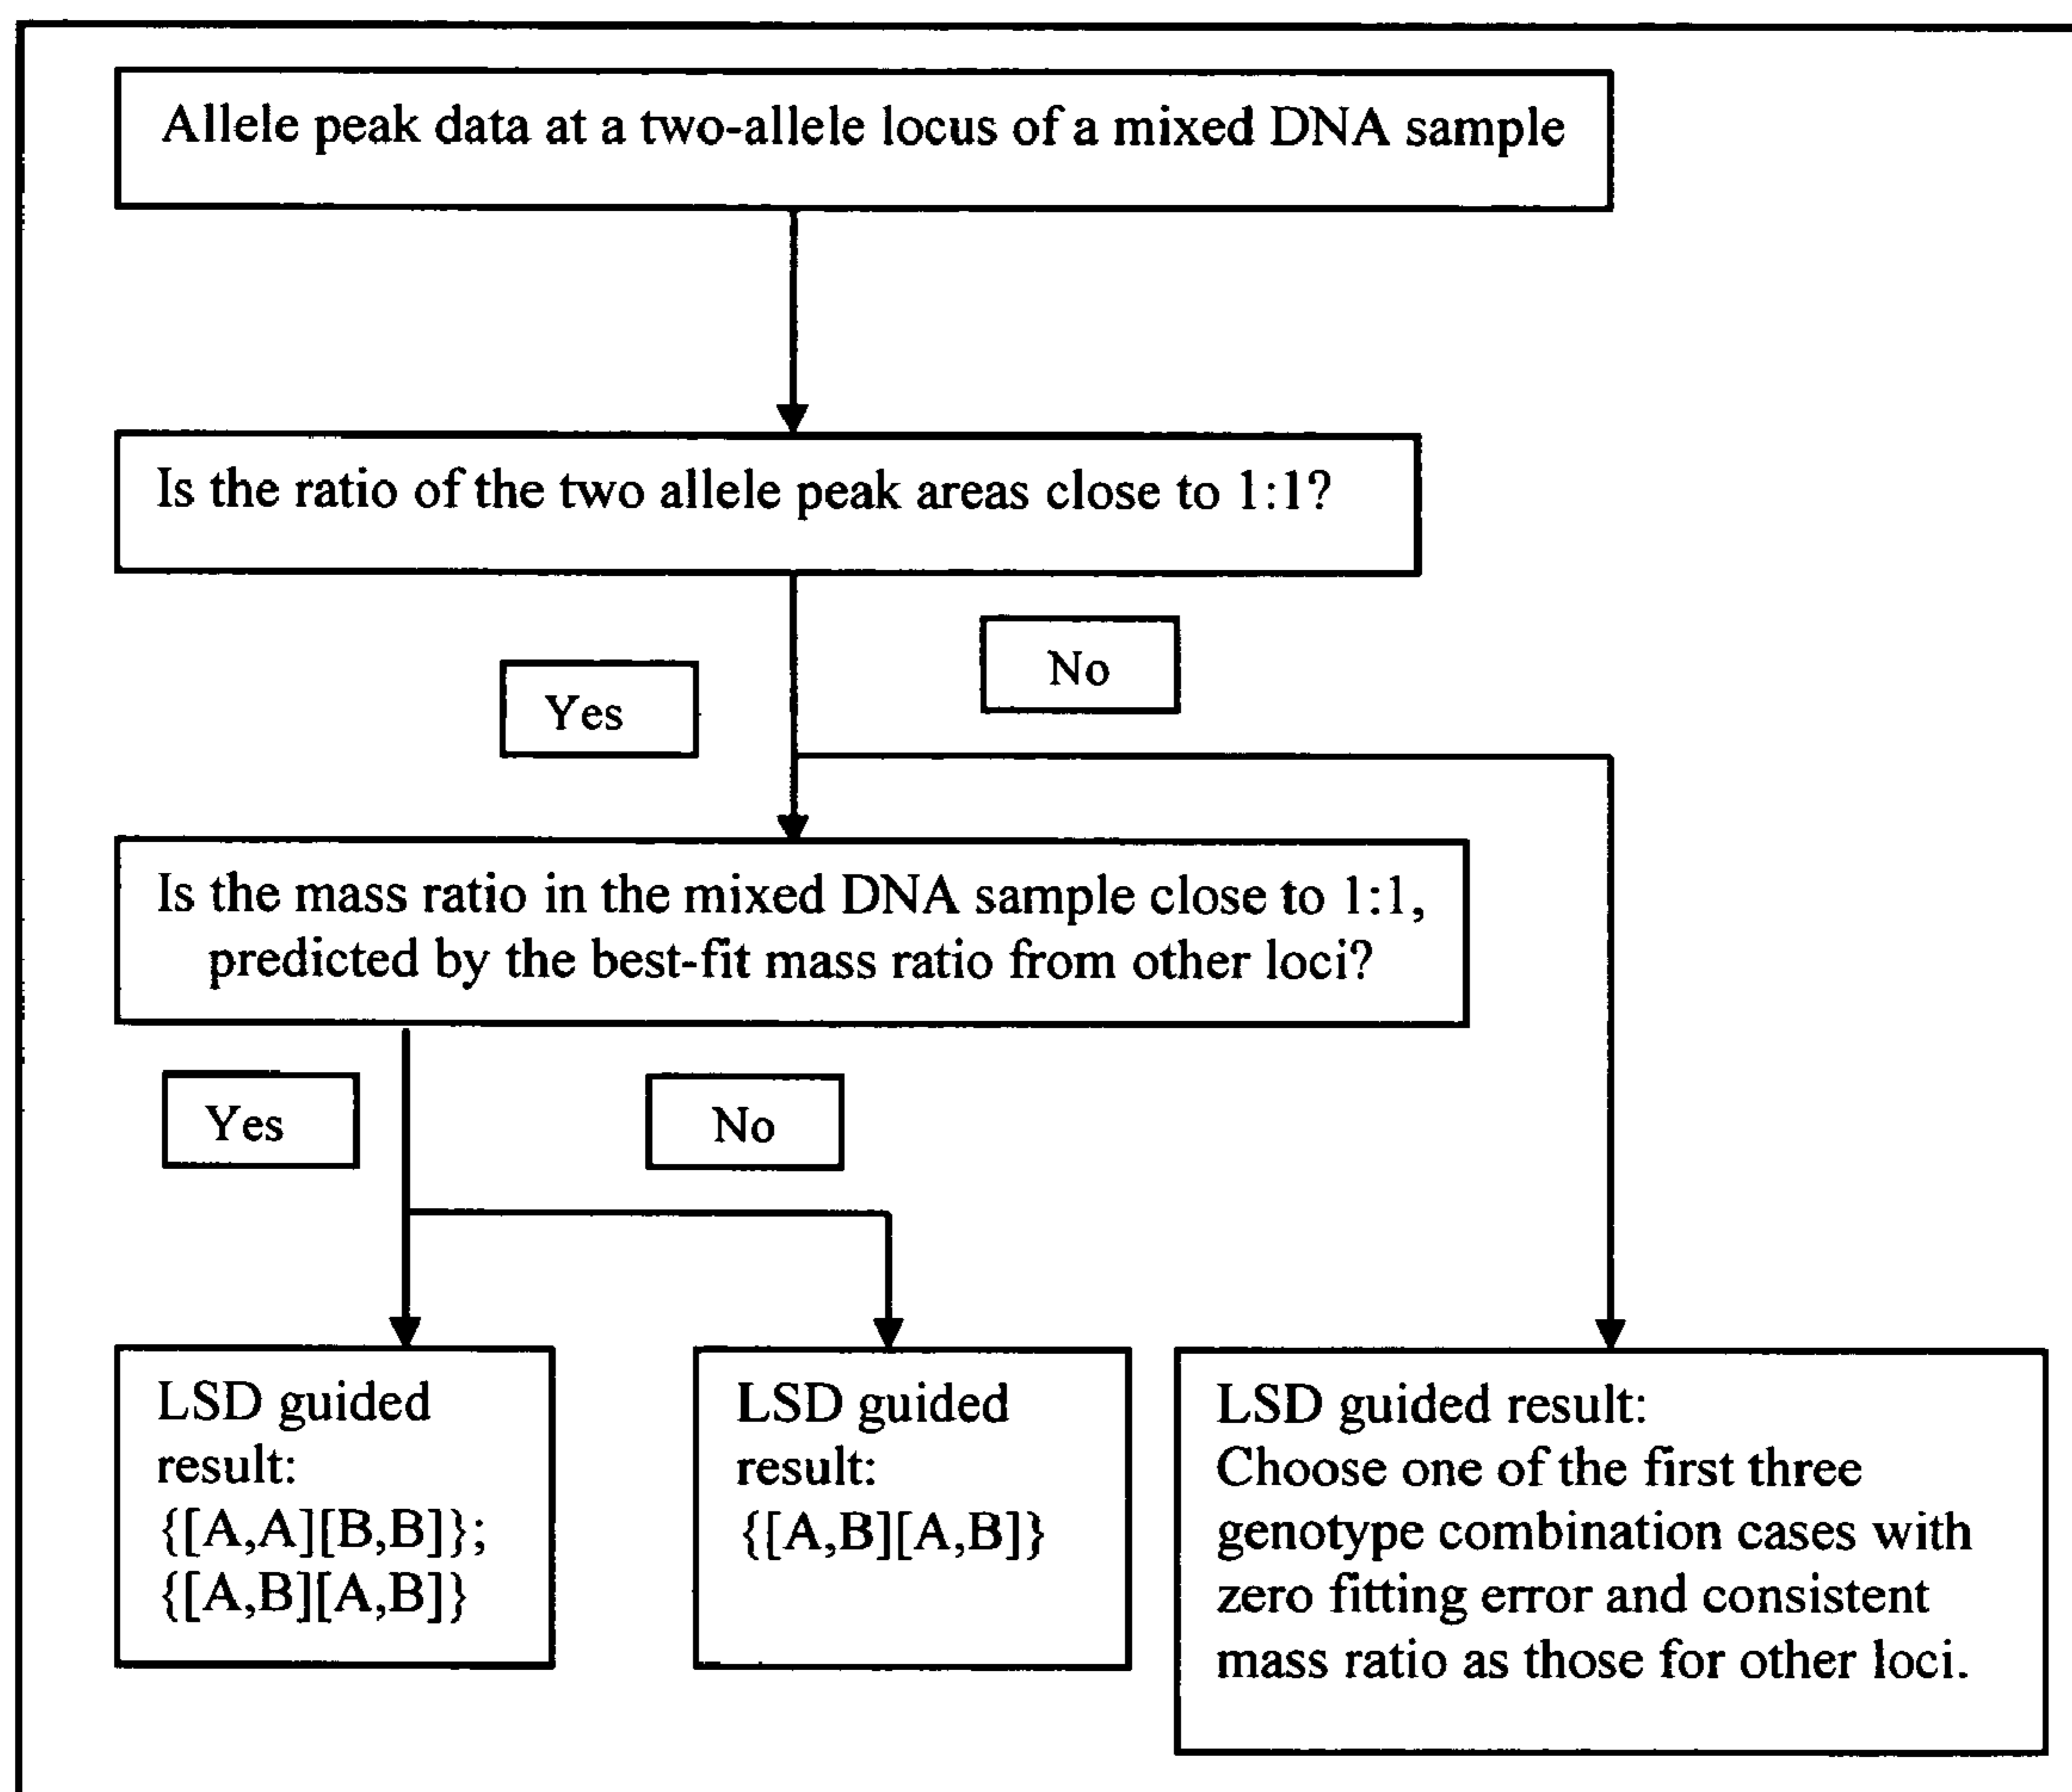 Allele peak data at a two-allele locus of a mixed DNA sample
Is the ratio of the two allele peak areas close to 1:1?
No
Yes
Is the mass ratio in the mixed DNA sample close to 1:1,
predicted by the best-fit mass ratio from other loci?
Yes
No
LSD guided
result:
{[A,A][B,B]};
{[A,B][A,B]}
LSD guided
result:
{[A,B][A,B]}
LSD guided result:
Choose one of the first three
genotype combination cases with
zero fitting error and consistent
mass ratio as those for other loci.